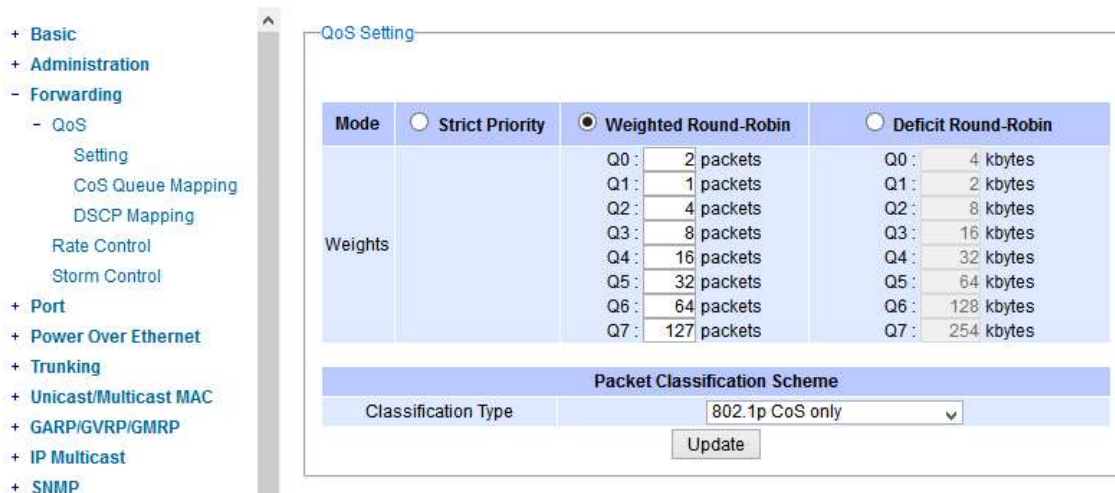 + Basic
+ Administration
- Forwarding
- QoS
Setting
CoS Queue Mapping
DSCP Mapping
Rate Control
Storm Control
+ Port
+ Power Over Ethernet
+ Trunking
+ Unicast/Multicast MAC
+ GARP/GVRP/GMRP
+ IP Multicast
+ SNMP
QoS Setting
Mode Strict Priority Weighted Round-Robin Deficit Round-Robin
Weights
Q0 : 2 packets Q0 : 4 kbytes
Q1 : 1 packets Q1 : 2 kbytes
Q2 : 4 packets Q2 : 8 kbytes
Q3 : 8 packets Q3 : 16 kbytes
Q4 : 16 packets Q4 : 32 kbytes
Q5 : 32 packets Q5 : 64 kbytes
Q6 : 64 packets Q6 : 128 kbytes
Q7 : 127 packets Q7 : 254 kbytes
Packet Classification Scheme
Classification Type 802.1p CoS only
Update